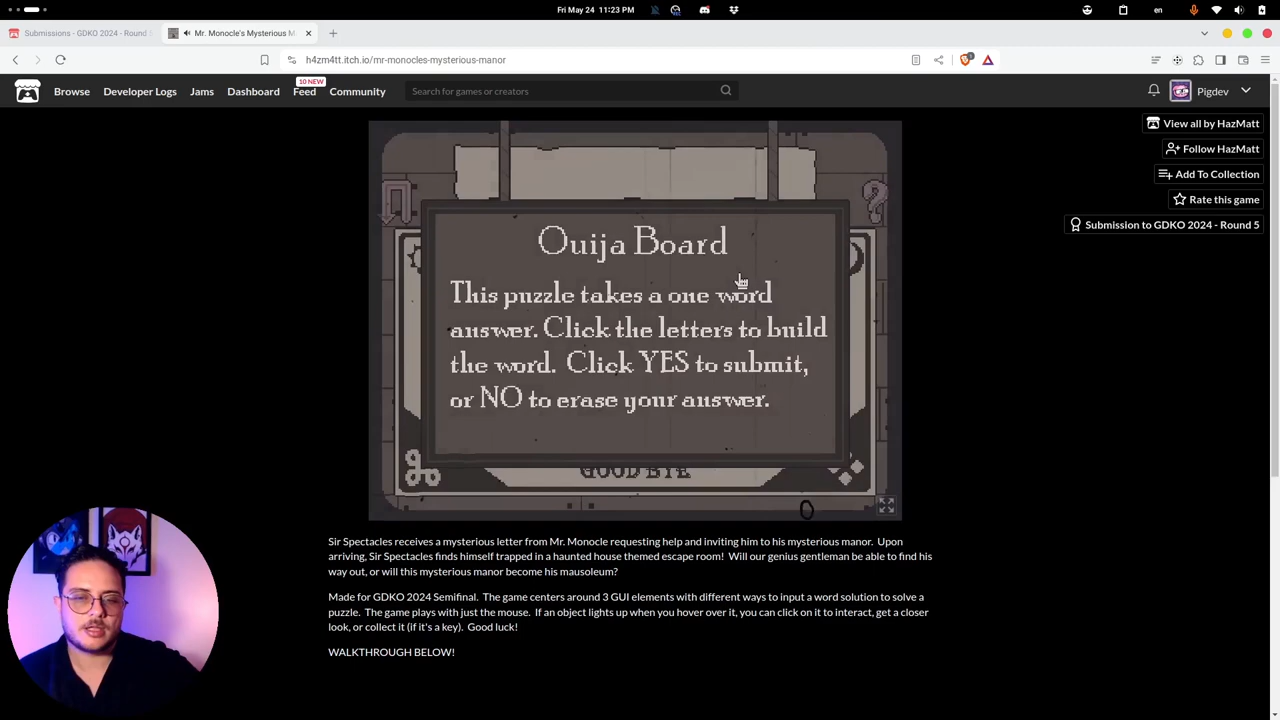 Fri May 24 11:23 PM
en
Submissions - GDKO 2024 - Round 5
Mr. Monocle's Mysterious M
h4zm4tt.itch.io/mr-monocles-mysterious-manor
1
10 NEW
Browse Developer Logs Jams Dashboard Feed Community
Search for games or creators
Pigdev
View all by HazMatt
Follow HazMatt
Add To Collection
Rate this game
Submission to GDKO 2024 - Round 5
Ouija Board
This puzzle takes a one word
answer. Click the letters to build
the word. Click YES to submit,
or NO to erase your answer.
GOOD BYE
0
Sir Spectacles receives a mysterious letter from Mr. Monocle requesting help and inviting him to his mysterious manor. Upon
arriving, Sir Spectacles finds himself trapped in a haunted house themed escape room! Will our genius gentleman be able to find his
way out, or will this mysterious manor become his mausoleum?
Made for GDKO 2024 Semifinal. The game centers around 3 GUI elements with different ways to input a word solution to solve a
puzzle. The game plays with just the mouse. If an object lights up when you hover over it, you can click on it to interact, get a closer
look, or collect it (if it's a key). Good luck!
WALKTHROUGH BELOW!